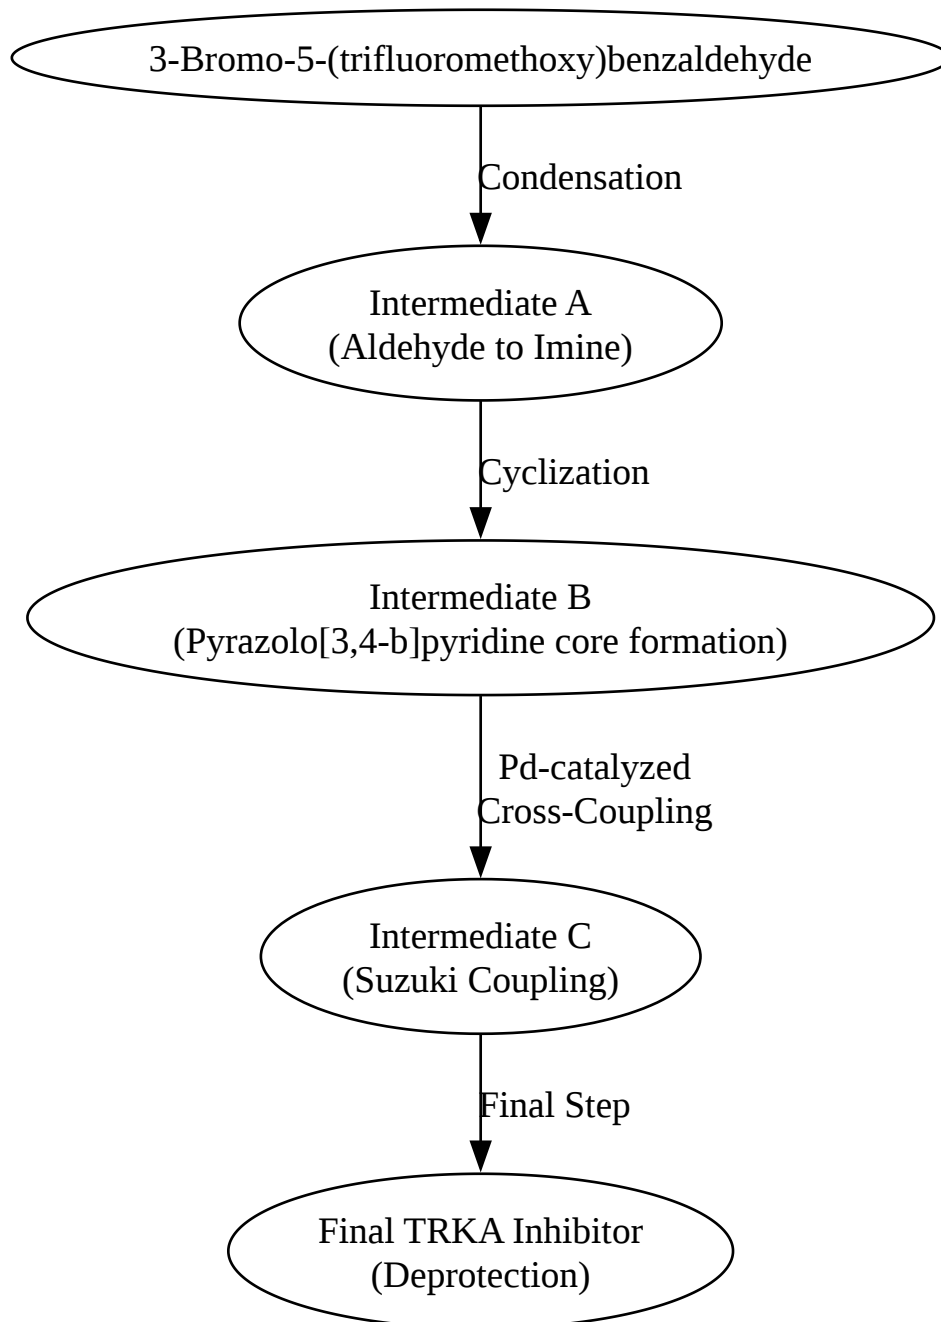 3-Bromo-5-(trifluoromethoxy)benzaldehyde
Condensation
Intermediate A
(Aldehyde to Imine)
Cyclization
Intermediate B
(Pyrazolo[3,4-b]pyridine core formation)
Pd-catalyzed
Cross-Coupling
Intermediate C
(Suzuki Coupling)
Final Step
Final TRKA Inhibitor
(Deprotection)